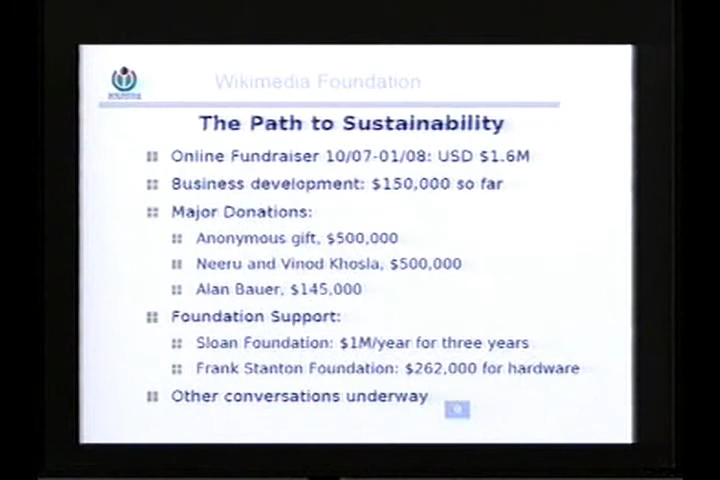 Wikimedia Foundation
The Path to Sustainability
Online Fundraiser 10/07-01/08: USD $1.6M
Business development: $150,000 so far
Major Donations:
Anonymous gift, $500,000
Neeru and Vinod Khosla, $500,000
Alan Bauer, $145,000
Foundation Support:
Sloan Foundation: $1M/year for three years
Frank Stanton Foundation: $262,000 for hardware
Other conversations underway